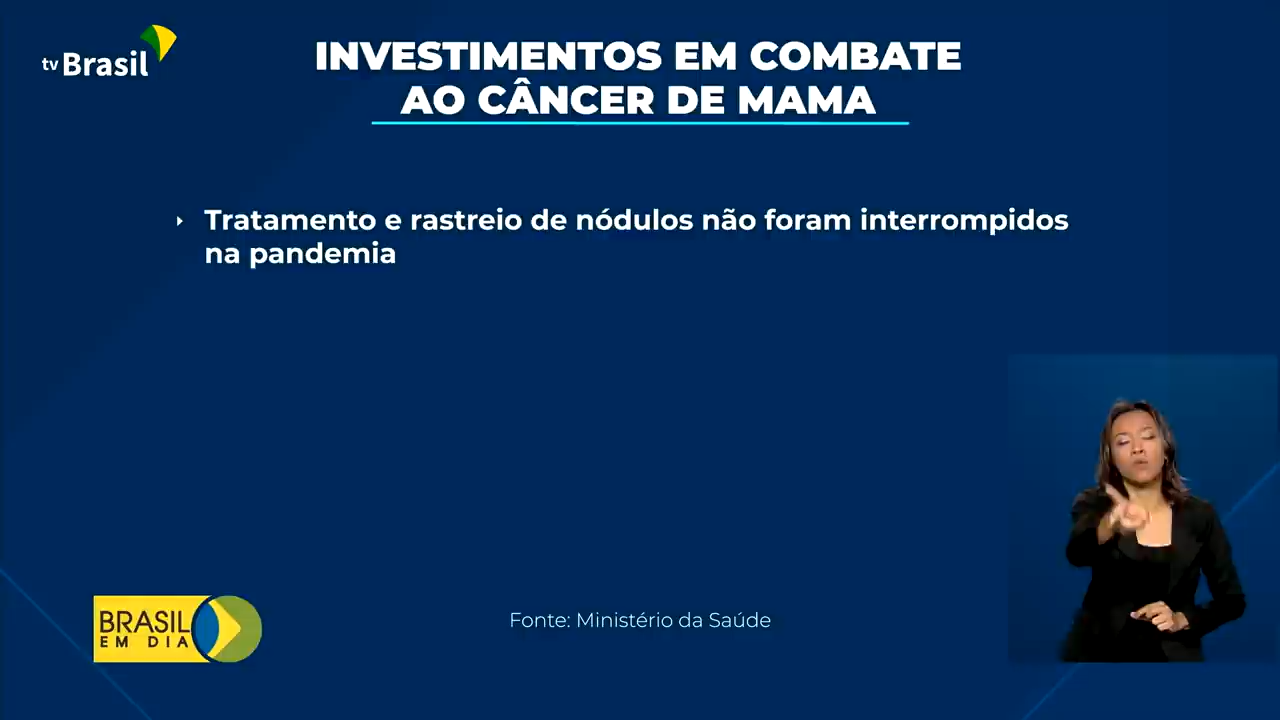 tv Brasil
INVESTIMENTOS EM COMBATE
AO CÂNCER DE MAMA
Tratamento e rastreio de nódulos não foram interrompidos
na pandemia
BRASIL
EM DIA
Fonte: Ministério da Saúde